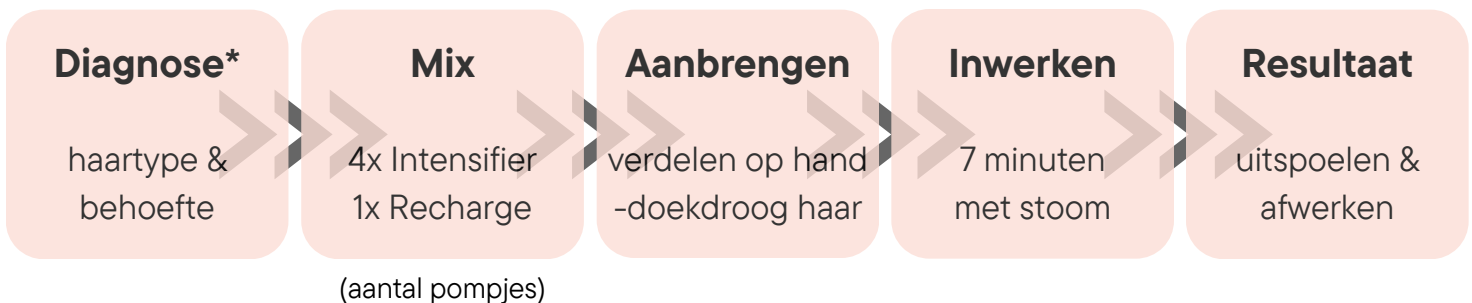 Diagnose*
haartype &
behoefte
Mix
4x Intensifier
1x Recharge
(aantal pompjes)
Aanbrengen
verdelen op hand
-doekdroog haar
Inwerken
7 minuten
met stoom
Resultaat
uitspoelen &
afwerken